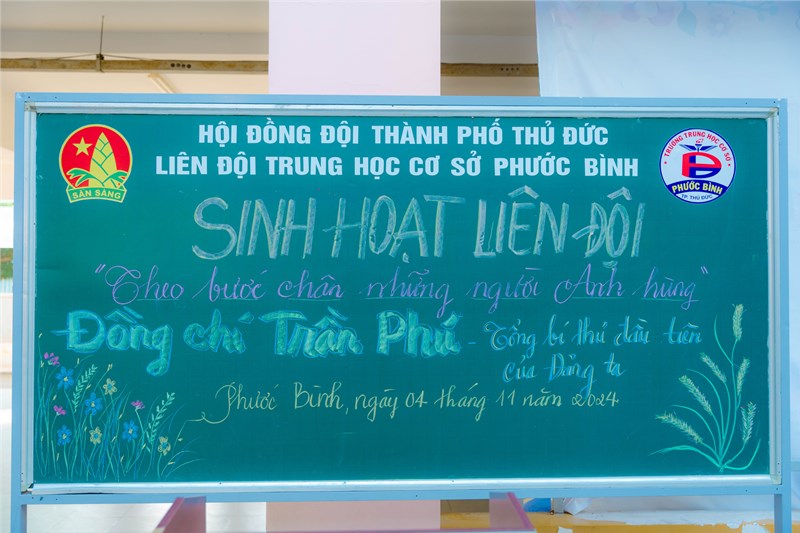 HỘI ĐỒNG ĐỘI THÀNH PHỐ THỦ ĐỨC
LIÊN ĐỘI TRUNG HỌC CƠ SỞ PHƯỚC BÌNH
SẴN SÀNG
TRƯỜNG TRUNG HỌC CƠ SỞ
PHƯỚC BÌNH
TP. THỦ ĐỨC
SINH HOẠT LIÊN ĐỘI
"Theo bước chân những người Anh hùng"
Đồng chí Trần Phú - Tổng bí thư đầu tiên
của Đảng ta
Phước Bình, ngày 04 tháng 11 năm 2024